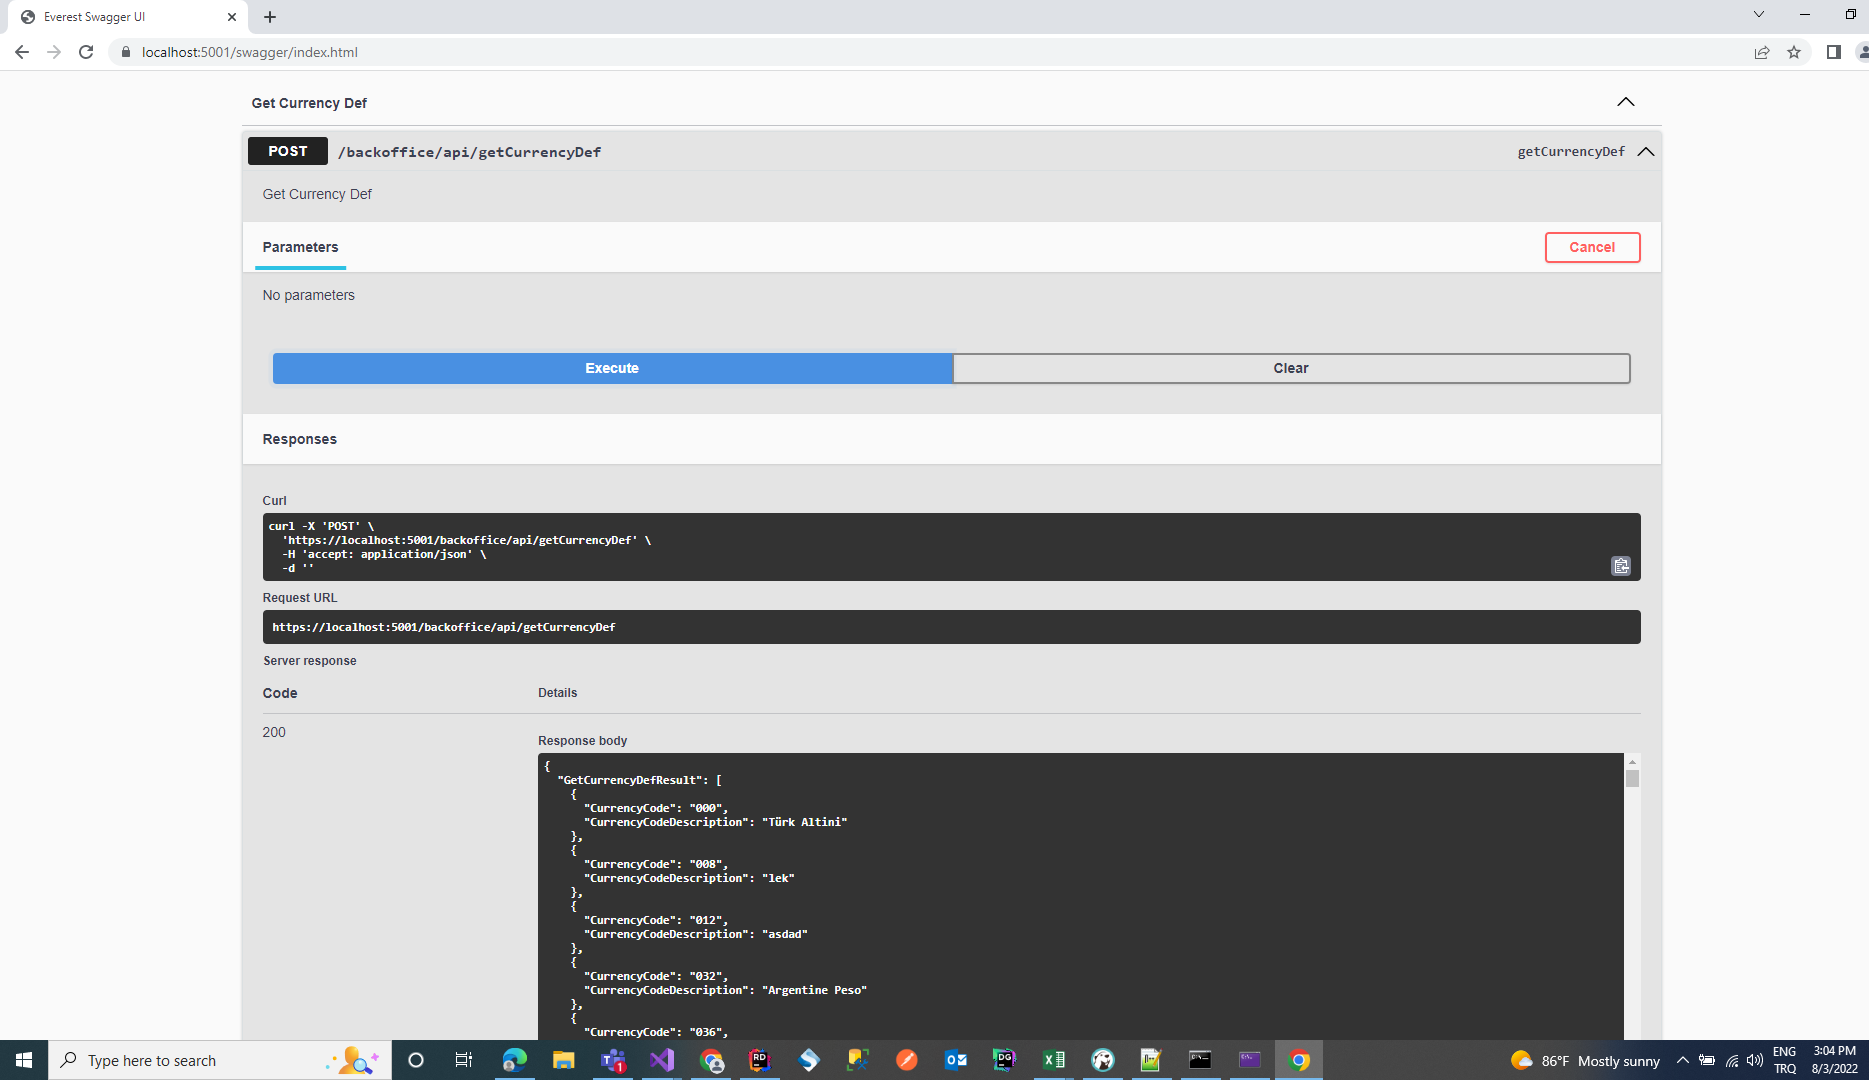 Everest Swagger UI
localhost:5001/swagger/index.html
Get Currency Def
POST /backoffice/api/getCurrencyDef getCurrencyDef
Get Currency Def
Parameters Cancel
No parameters
Execute Clear
Responses
Curl
curl -X 'POST' \
'https://localhost:5001/backoffice/api/getCurrencyDef' \
-H 'accept: application/json' \
-d ''
Request URL
https://localhost:5001/backoffice/api/getCurrencyDef
Server response
Code Details
200
Response body
{
"GetCurrencyDefResult": [
{
"CurrencyCode": "000",
"CurrencyCodeDescription": "Türk Altini"
},
{
"CurrencyCode": "008",
"CurrencyCodeDescription": "lek"
},
{
"CurrencyCode": "012",
"CurrencyCodeDescription": "asdad"
},
{
"CurrencyCode": "032",
"CurrencyCodeDescription": "Argentine Peso"
},
{
"CurrencyCode": "036",
Type here to search
1
RD
DG
86°F Mostly sunny
ENG
TRQ
3:04 PM
8/3/2022